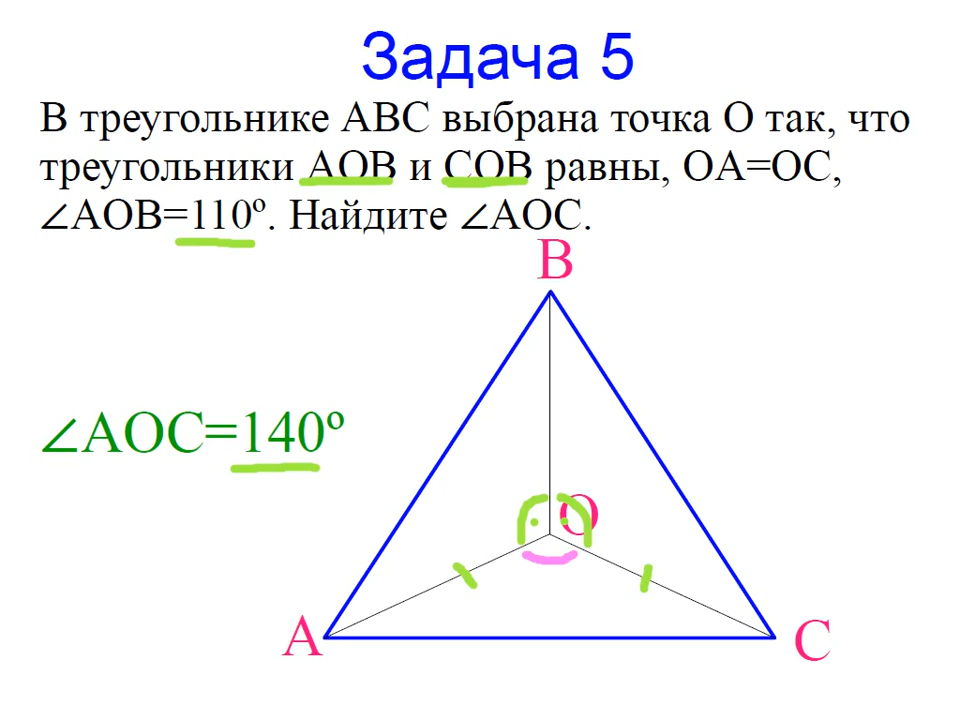 Задача 5
В треугольнике ABC выбрана точка O так, что
треугольники AOB и COB равны, OA=OC,
∠AOB=110º. Найдите ∠AOC.
B
∠AOC=140º
O
A
C